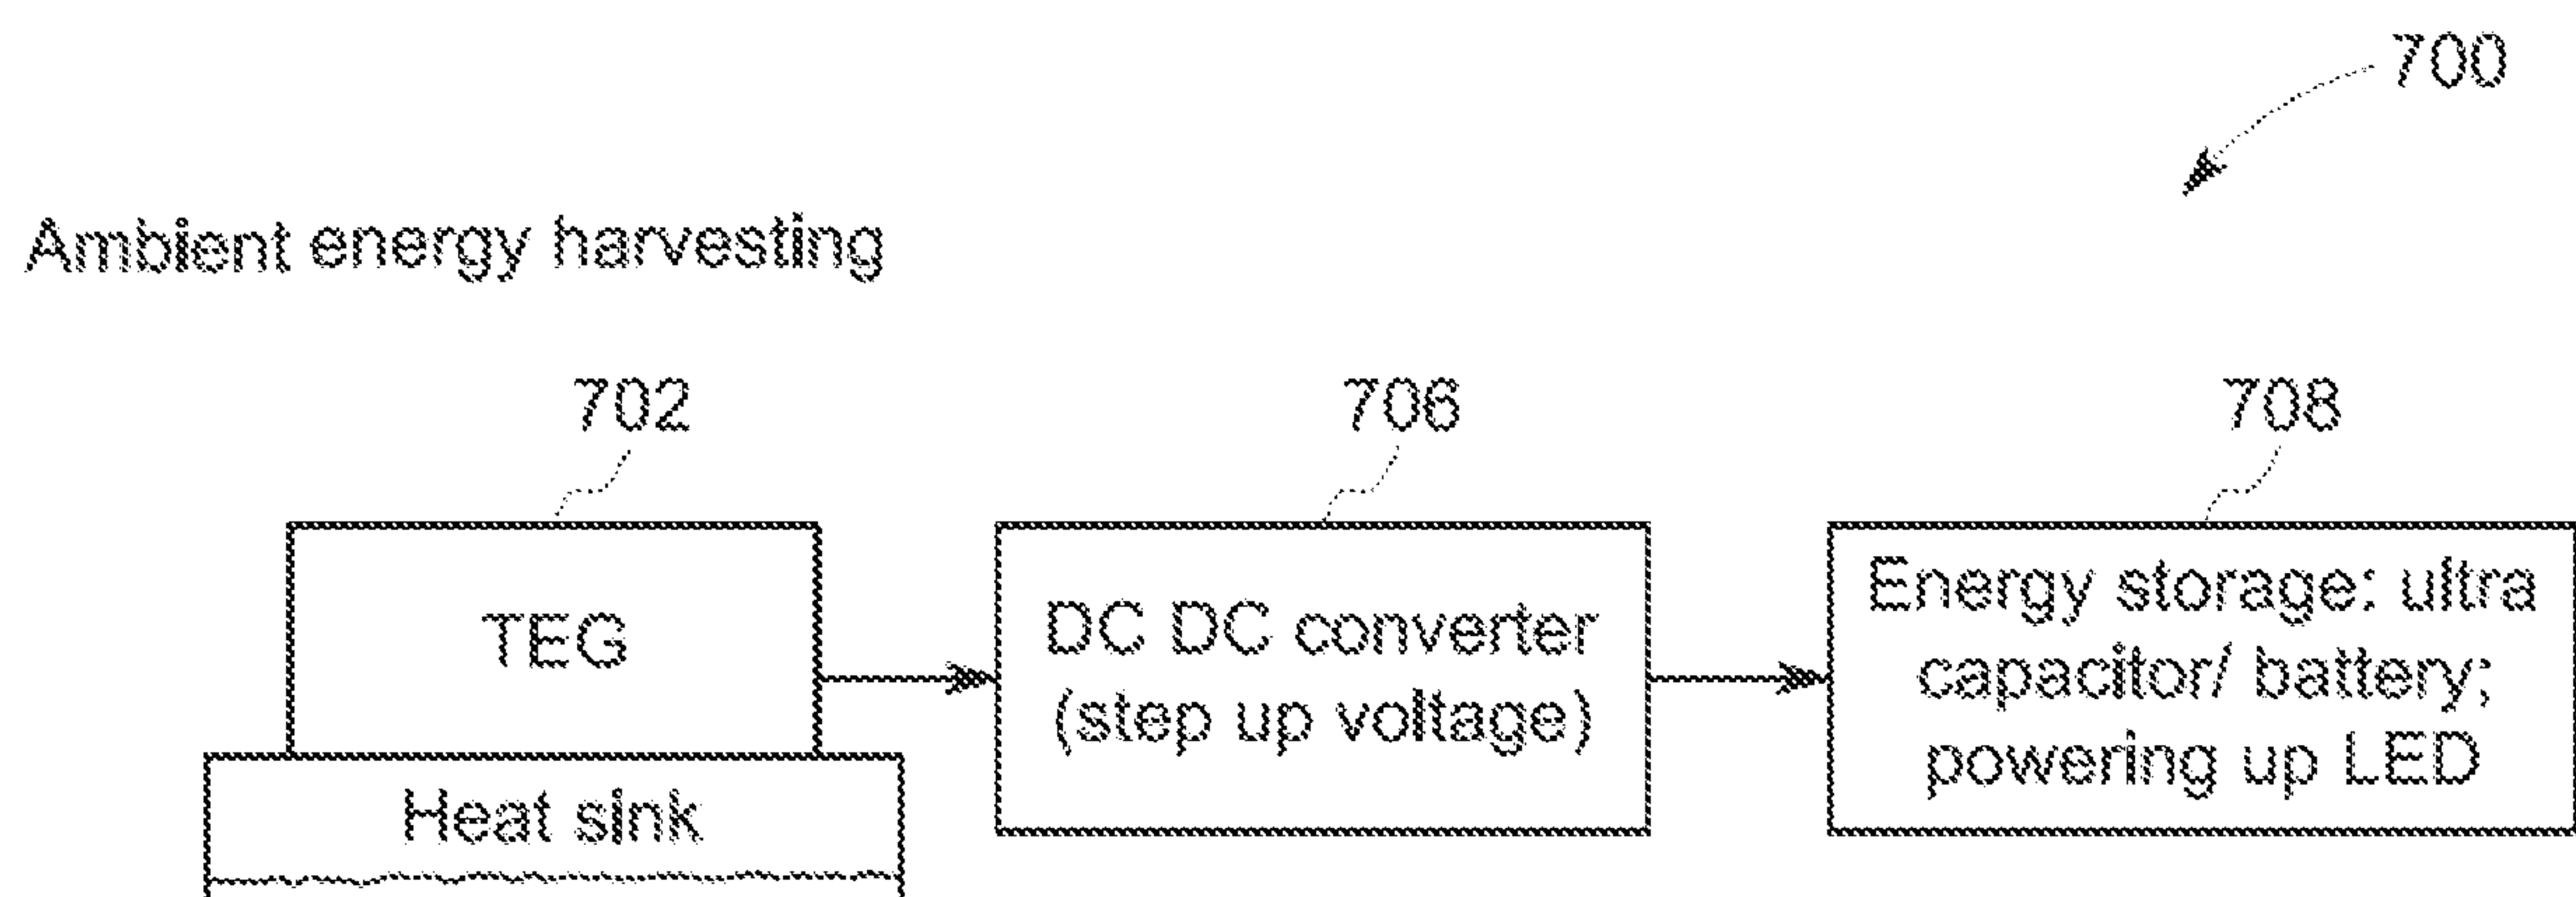 700
Ambient energy harvesting
702
706
708
TEG
DC DC converter
(step up voltage)
Energy storage: ultra
capacitor/ battery;
powering up LED
Heat sink